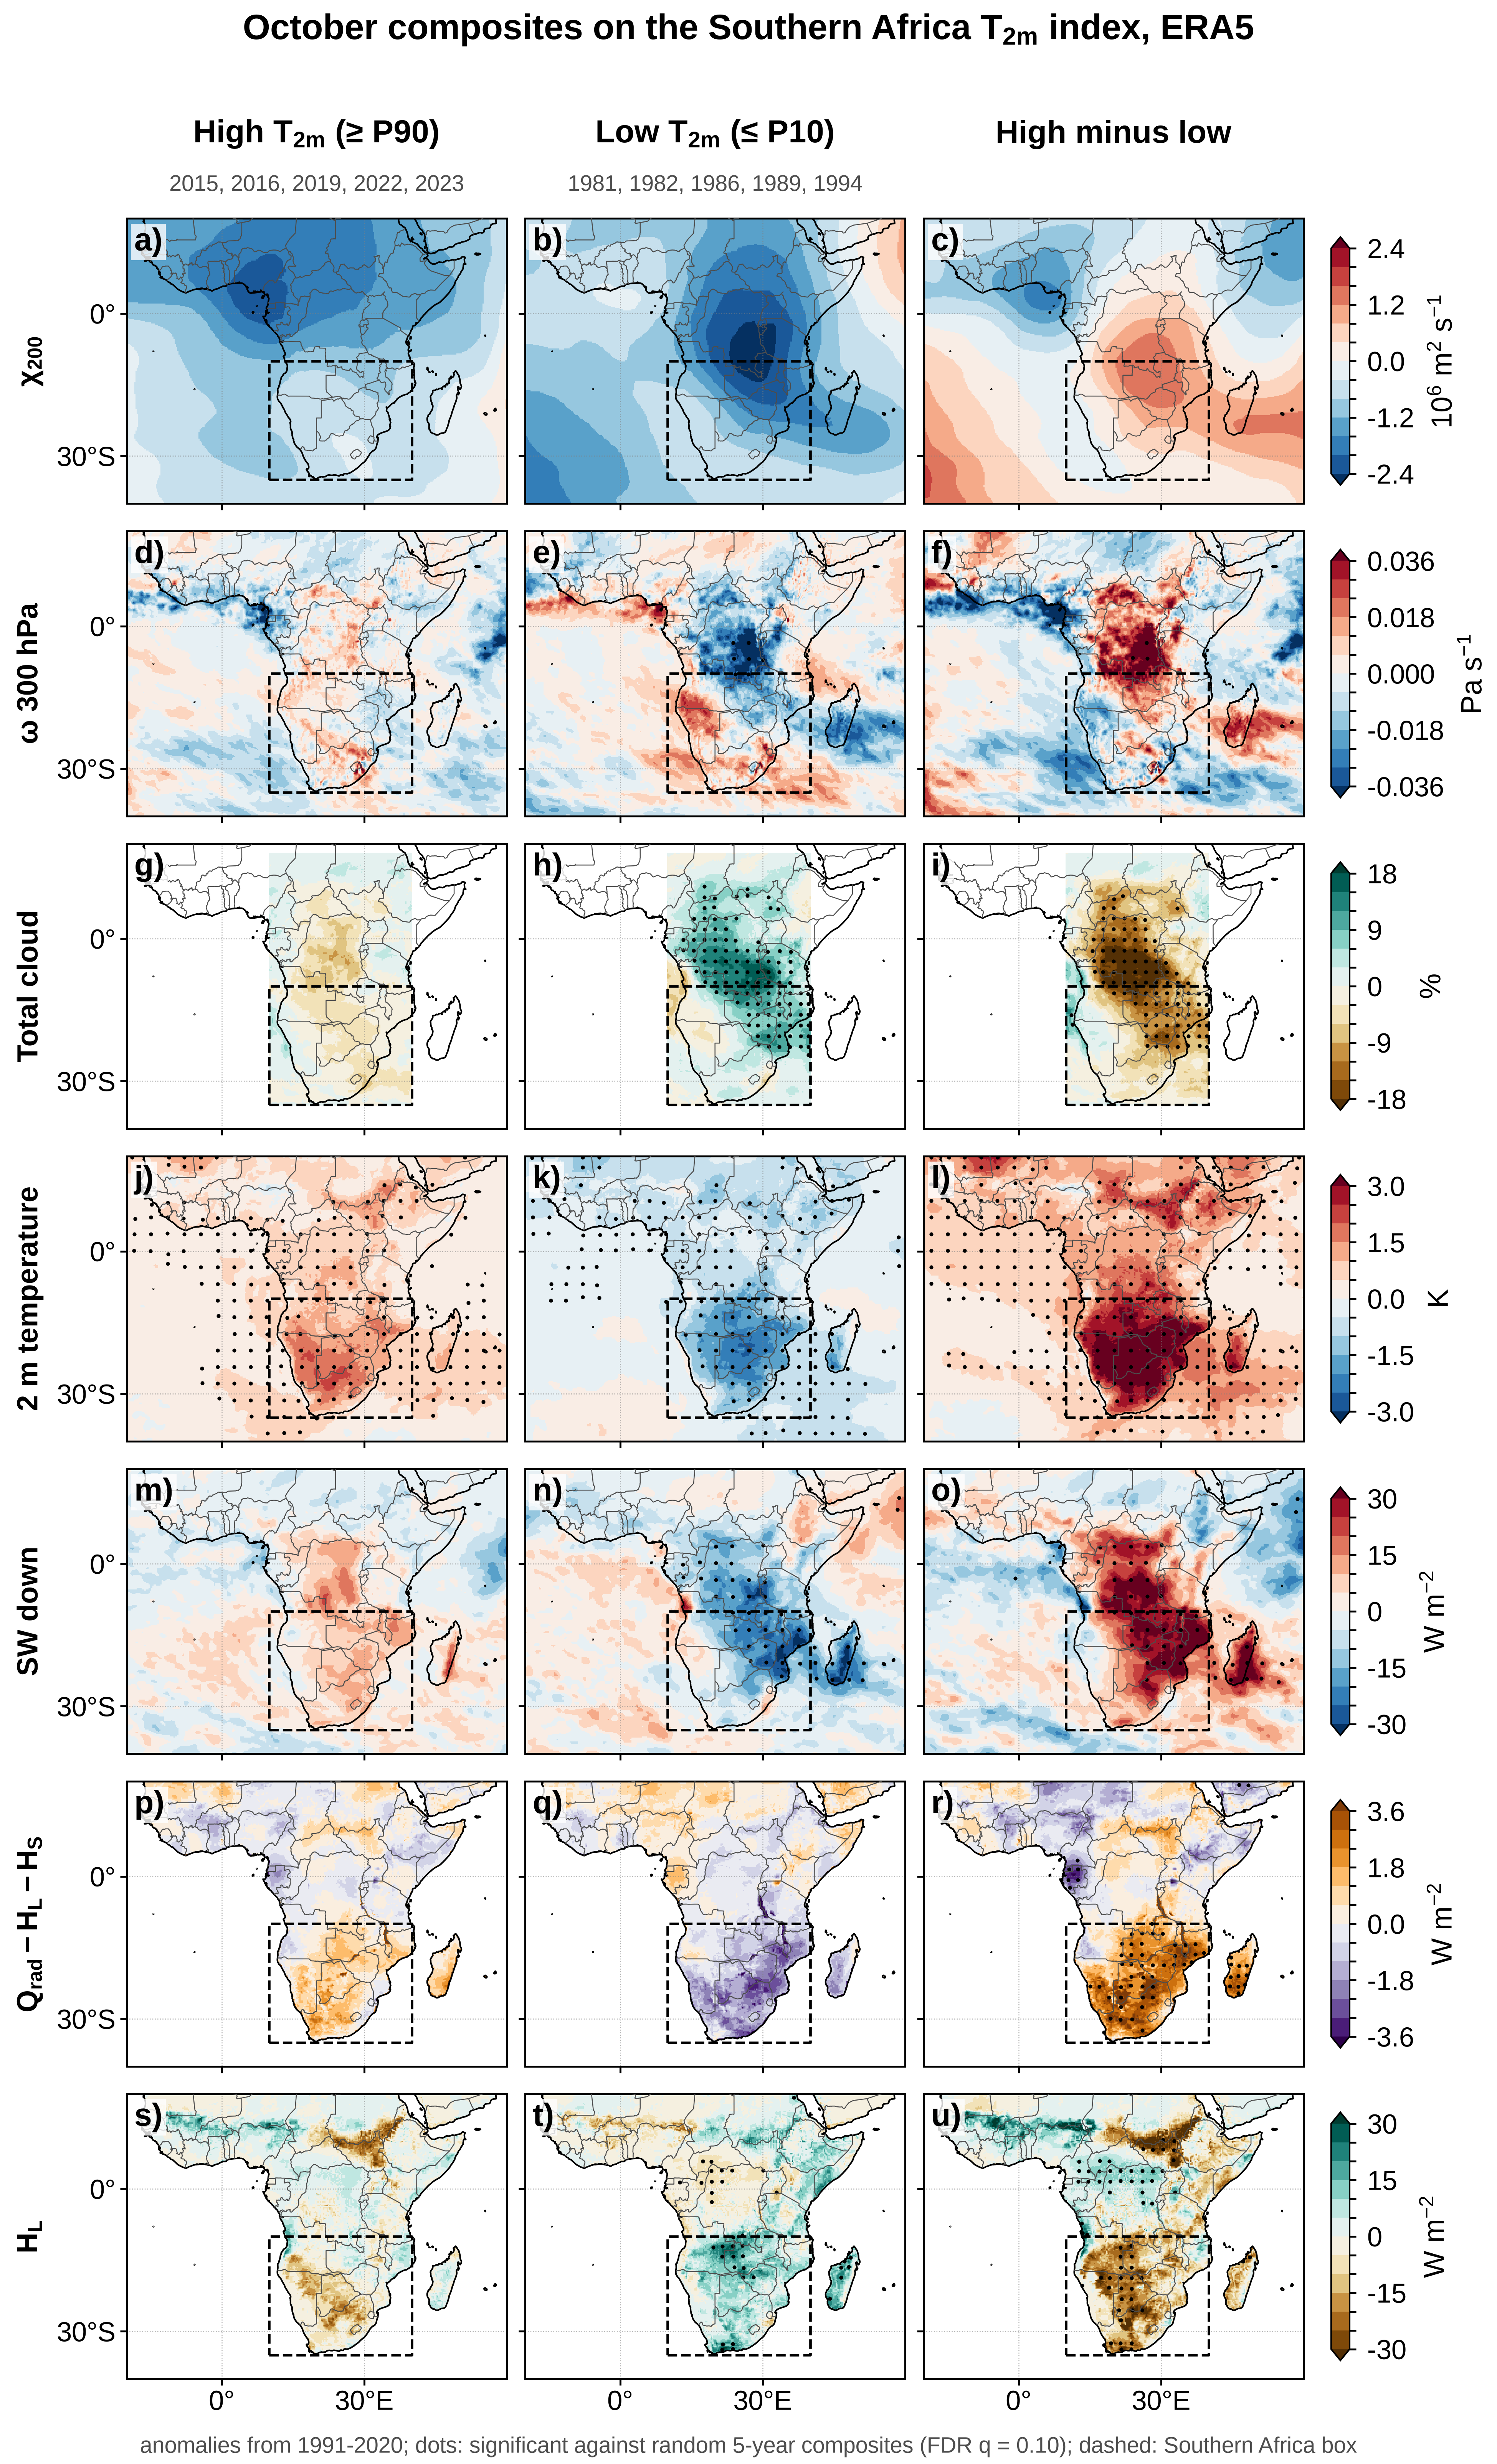 October composites on the Southern Africa T2m index, ERA5
High T2m (≥ P90)
Low T2m (≤ P10)
High minus low
2015, 2016, 2019, 2022, 2023
1981, 1982, 1986, 1989, 1994
χ200
a)
b)
c)
0°
30°S
2.4
1.2
0.0
-1.2
-2.4
10⁶ m² s⁻¹
ω 300 hPa
d)
e)
f)
0°
30°S
0.036
0.018
0.000
-0.018
-0.036
Pa s⁻¹
Total cloud
g)
h)
i)
0°
30°S
18
9
0
-9
-18
%
2 m temperature
j)
k)
l)
0°
30°S
3.0
1.5
0.0
-1.5
-3.0
K
SW down
m)
n)
o)
0°
30°S
30
15
0
-15
-30
W m⁻²
Qrad − HL − HS
p)
q)
r)
0°
30°S
3.6
1.8
0.0
-1.8
-3.6
W m⁻²
HL
s)
t)
u)
0°
30°S
30
15
0
-15
-30
W m⁻²
0° 30°E 0° 30°E 0° 30°E
anomalies from 1991-2020; dots: significant against random 5-year composites (FDR q = 0.10); dashed: Southern Africa box